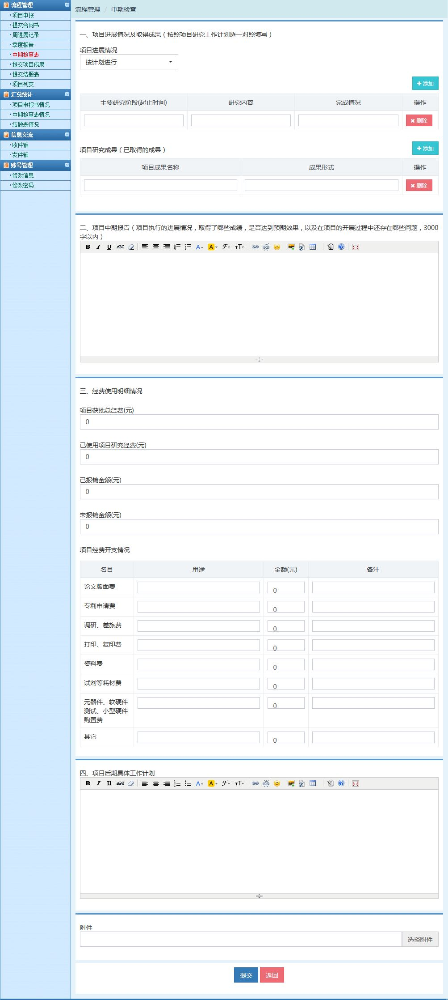 流程管理
项目申报
提交合同书
周进展记录
季度报告
中期检查表
提交项目成果
提交结题表
项目列支
汇总统计
项目申报书情况
中期检查表情况
结题表情况
信息交流
收件箱
发件箱
账号管理
修改信息
修改密码
流程管理 / 中期检查
一、项目进展情况及取得成果（按照项目研究工作计划逐一对照填写）
项目进展情况
按计划进行
添加
主要研究阶段(起止时间) 研究内容 完成情况 操作
删除
项目研究成果（已取得的成果） 添加
项目成果名称 成果形式 操作
删除
二、项目中期报告（项目执行的进展情况，取得了哪些成绩，是否达到预期效果，以及在项目的开展过程中还存在哪些问题，3000
字以内）
B I U ABC A A F TT
三、经费使用明细情况
项目获批总经费(元)
0
已使用项目研究经费(元)
0
已报销金额(元)
0
未报销金额(元)
0
项目经费开支情况
名目 用途 金额(元) 备注
论文版面费 0
专利申请费 0
调研、差旅费 0
打印、复印费 0
资料费 0
试剂等耗材费 0
元器件、软硬件 0
测试、小型硬件
购置费
其它 0
四、项目后期具体工作计划
B I U ABC A A F TT
附件
选择附件
提交 返回